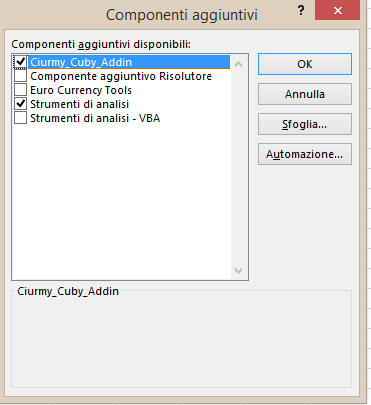 Componenti aggiuntivi
Componenti aggiuntivi disponibili:
Ciurmy_Cuby_Addin
Componente aggiuntivo Risolutore
Euro Currency Tools
Strumenti di analisi
Strumenti di analisi - VBA
OK
Annulla
Sfoglia...
Automazione...
Ciurmy_Cuby_Addin